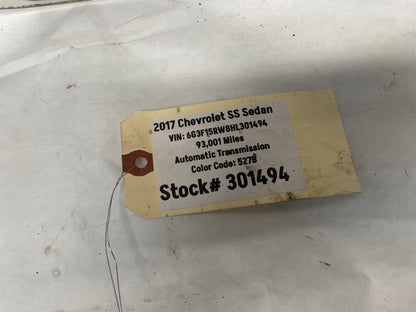 2017 Chevrolet SS Sedan
VIN: 6G3F15RW8HL301494
93,001 Miles
Automatic Transmission
Color Code: 5278
Stock# 301494